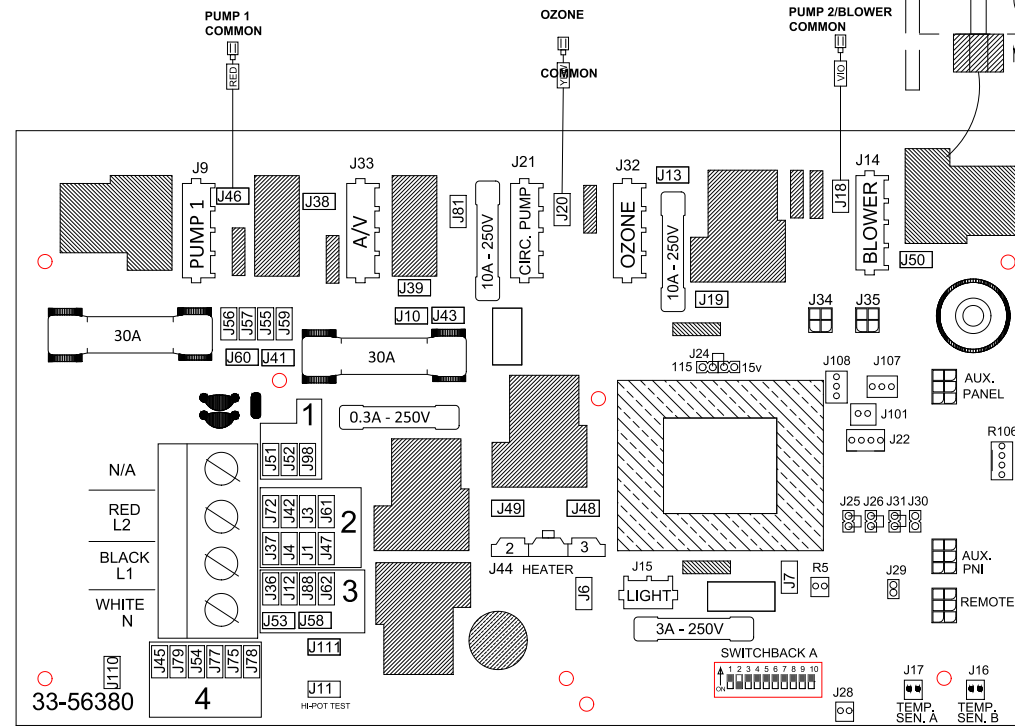 PUMP 1
COMMON
OZONE
COMMON
PUMP 2/BLOWER
COMMON
RED
VIO
J9
J33
J21
J32
J13
J14
PUMP 1
J46
J38
A/V
J81
10A - 250V
CIRC. PUMP
J20
OZONE
10A - 250V
J18
BLOWER
J50
J39
J19
J34
J35
J56
J57
J55
J59
J10
J43
30A
J60
J41
30A
J24
115
15v
J108
J107
AUX.
PANEL
J101
J22
R106
0.3A - 250V
1
J51
J52
J98
N/A
RED
L2
BLACK
L1
WHITE
N
J72
J42
J3
J61
2
J37
J4
J1
J47
J36
J12
J88
J62
3
J53
J58
J49
J48
2
3
J44
HEATER
J25
J26
J31
J30
AUX.
PNI
J15
LIGHT
J6
J7
R5
J29
REMOTE
3A - 250V
J111
J45
J79
J54
J77
J75
J78
J110
4
33-56380
J11
HI-POT TEST
SWITCHBACK A
1 2 3 4 5 6 7 8 9 10
ON
J28
J17
J16
TEMP.
SEN. A
TEMP.
SEN. B